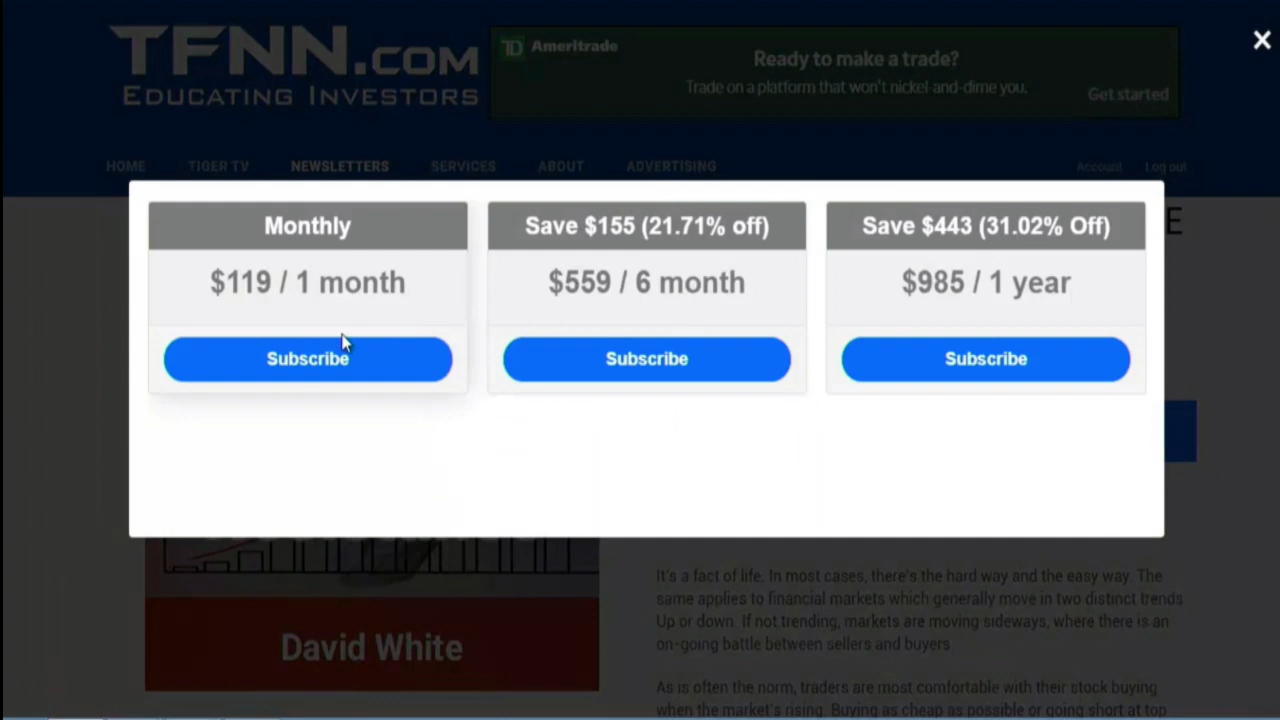 TFNN.COM
EDUCATING INVESTORS
TD Ameritrade
Ready to make a trade?
Trade on a platform that won't nickel-and-dime you.
Get started
HOME TIGER TV NEWSLETTERS SERVICES ABOUT ADVERTISING Account Log out
Monthly
$119 / 1 month
Subscribe
Save $155 (21.71% off)
$559 / 6 month
Subscribe
Save $443 (31.02% Off)
$985 / 1 year
Subscribe
E
David White
It's a fact of life. In most cases, there's the hard way and the easy way. The
same applies to financial markets which generally move in two distinct trends
Up or down. If not trending, markets are moving sideways, where there is an
on-going battle between sellers and buyers
As is often the norm, traders are most comfortable with their stock buying
when the market's rising. Buying as cheap as possible or going short at top